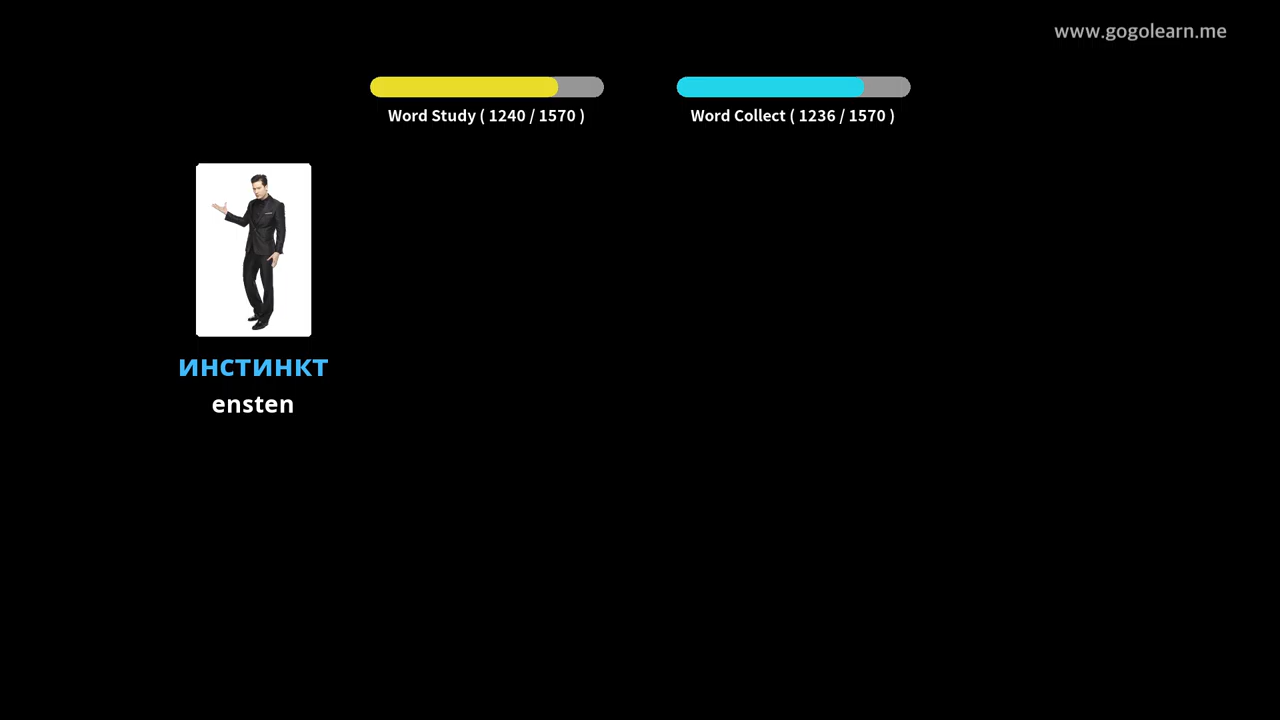 www.gogolearn.me
Word Study ( 1240 / 1570 )
Word Collect ( 1236 / 1570 )
инстинкт
ensten